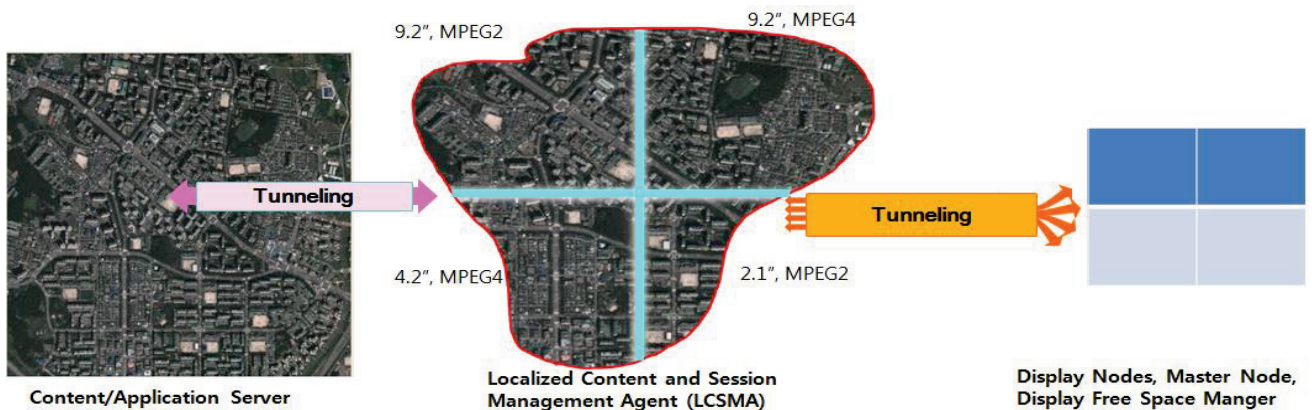 9.2”, MPEG2
9.2”, MPEG4
Tunneling
Tunneling
4.2”, MPEG4
2.1”, MPEG2
Content/Application Server
Localized Content and Session
Management Agent (LCSMA)
Display Nodes, Master Node,
Display Free Space Manger